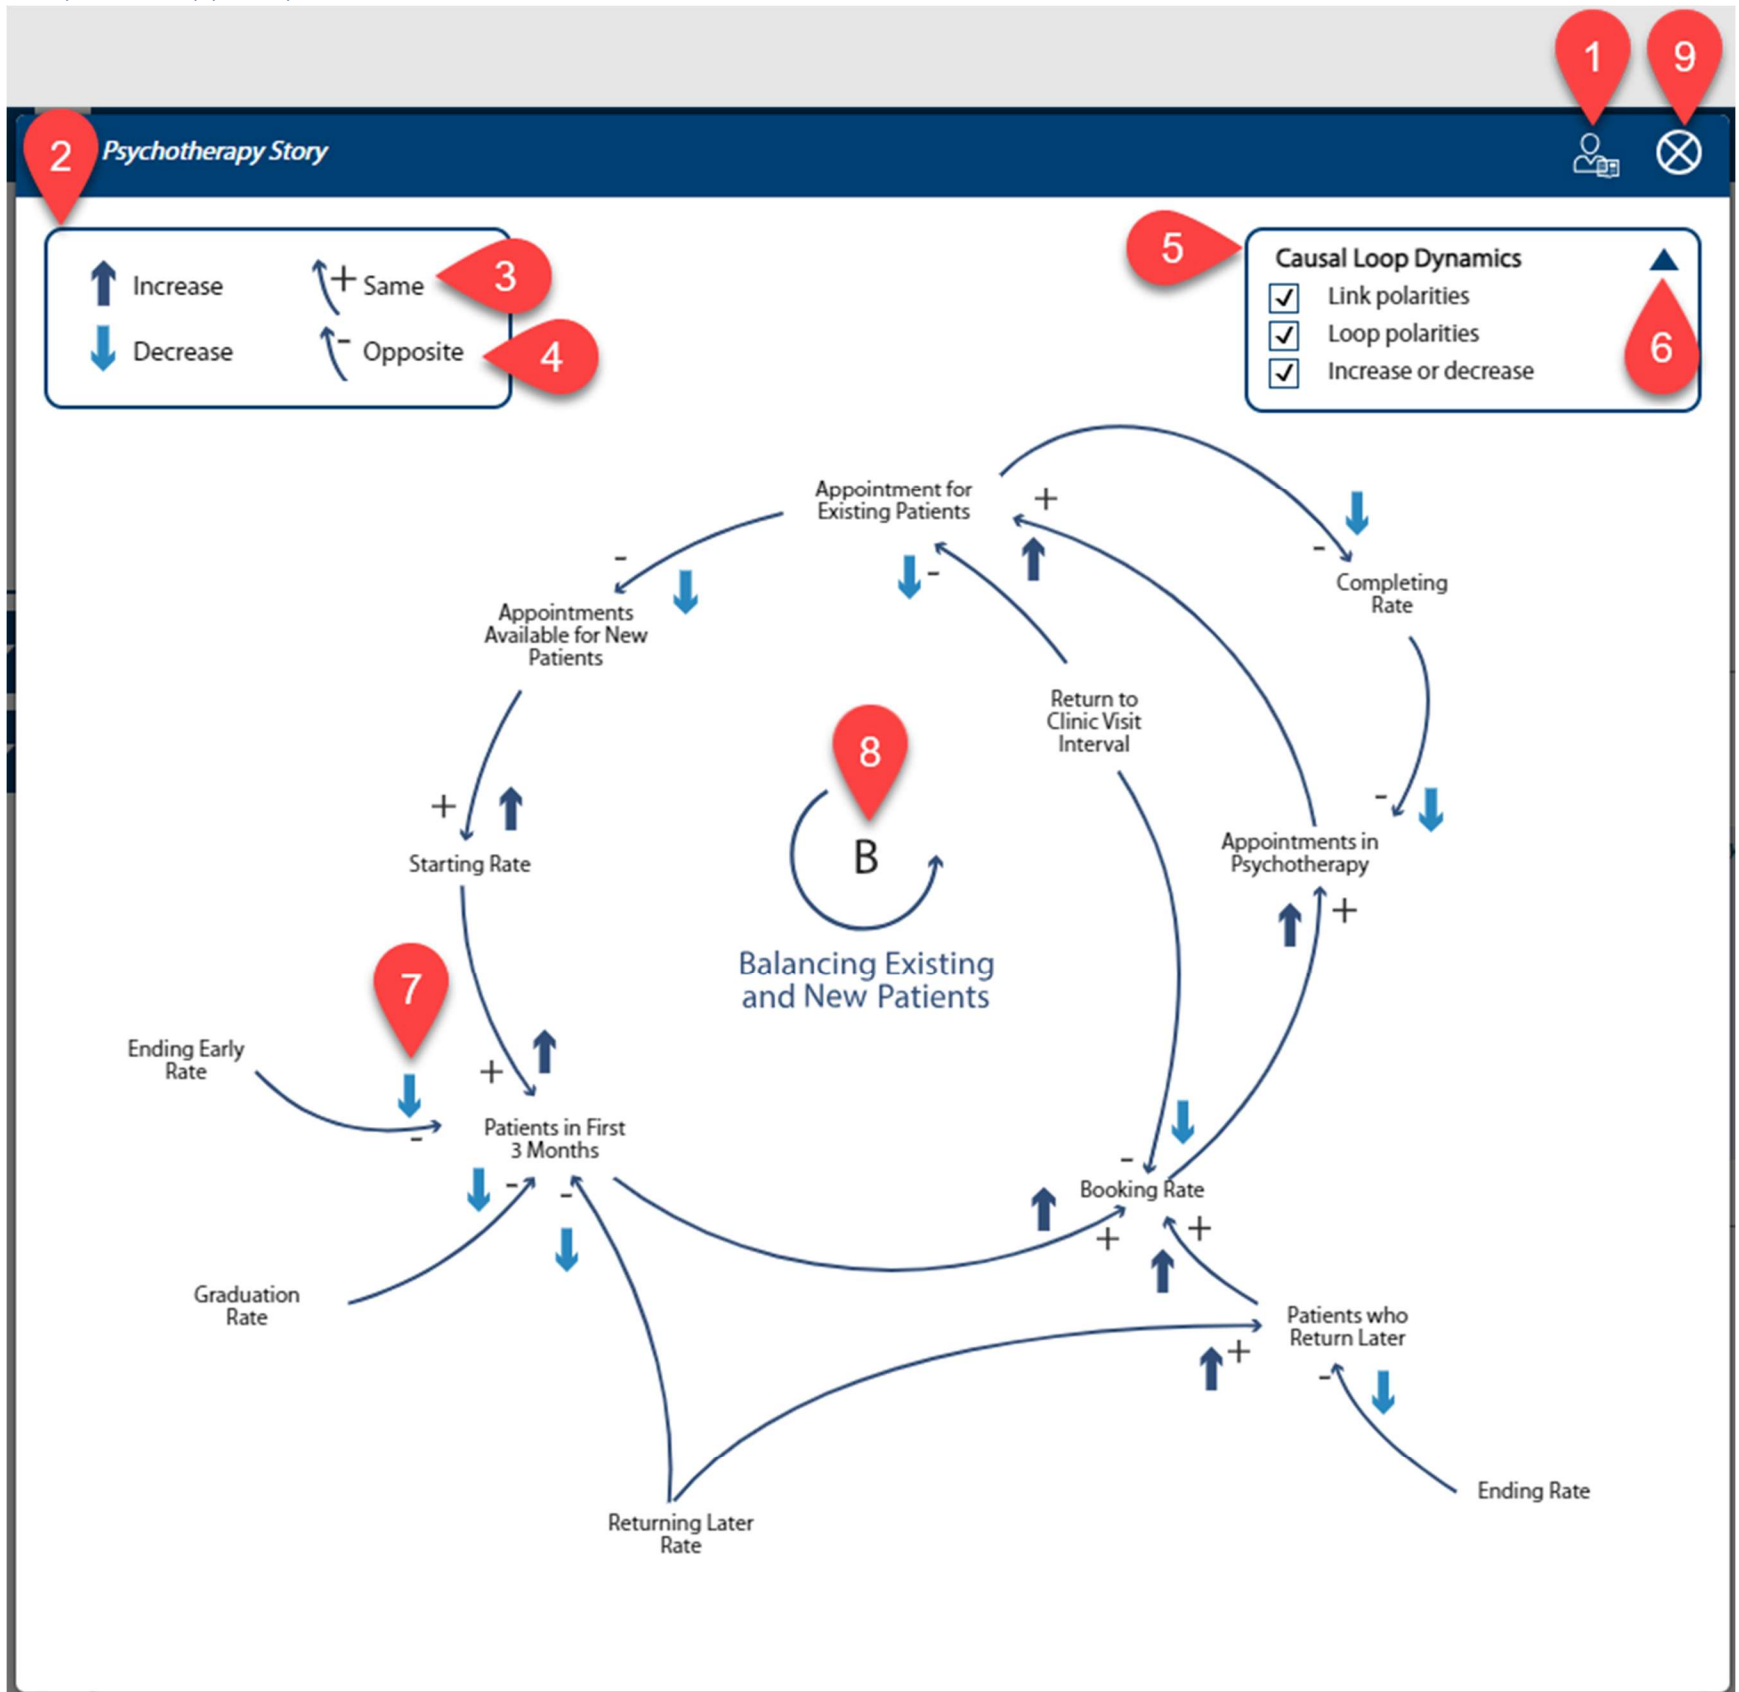 1
9
2
Psychotherapy Story
Increase
+ Same
3
Decrease
- Opposite
4
5
Causal Loop Dynamics
Link polarities
Loop polarities
Increase or decrease
6
Appointment for
Existing Patients
+
-
-
-
Completing
Rate
Appointments
Available for New
Patients
Return to
Clinic Visit
Interval
8
B
Balancing Existing
and New Patients
+
Starting Rate
-
Appointments in
Psychotherapy
+
7
Ending Early
Rate
+
-
Patients in First
3 Months
-
-
-
Booking Rate
+
+
Graduation
Rate
Patients who
Return Later
+
-
Ending Rate
Returning Later
Rate